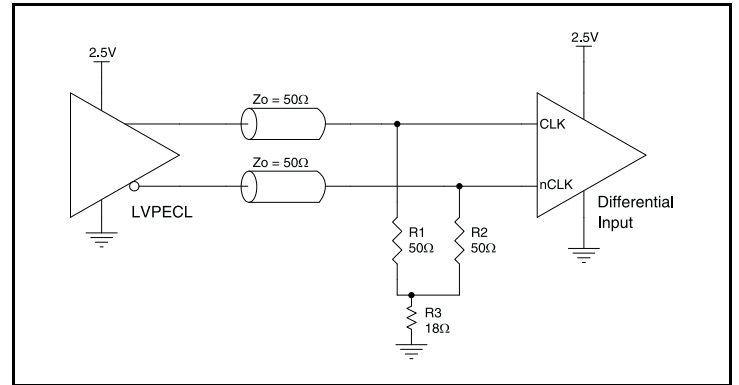 2.5V
2.5V
Zo = 50Ω
CLK
Zo = 50Ω
nCLK
LVPECL
Differential
Input
R1
50Ω
R2
50Ω
R3
18Ω